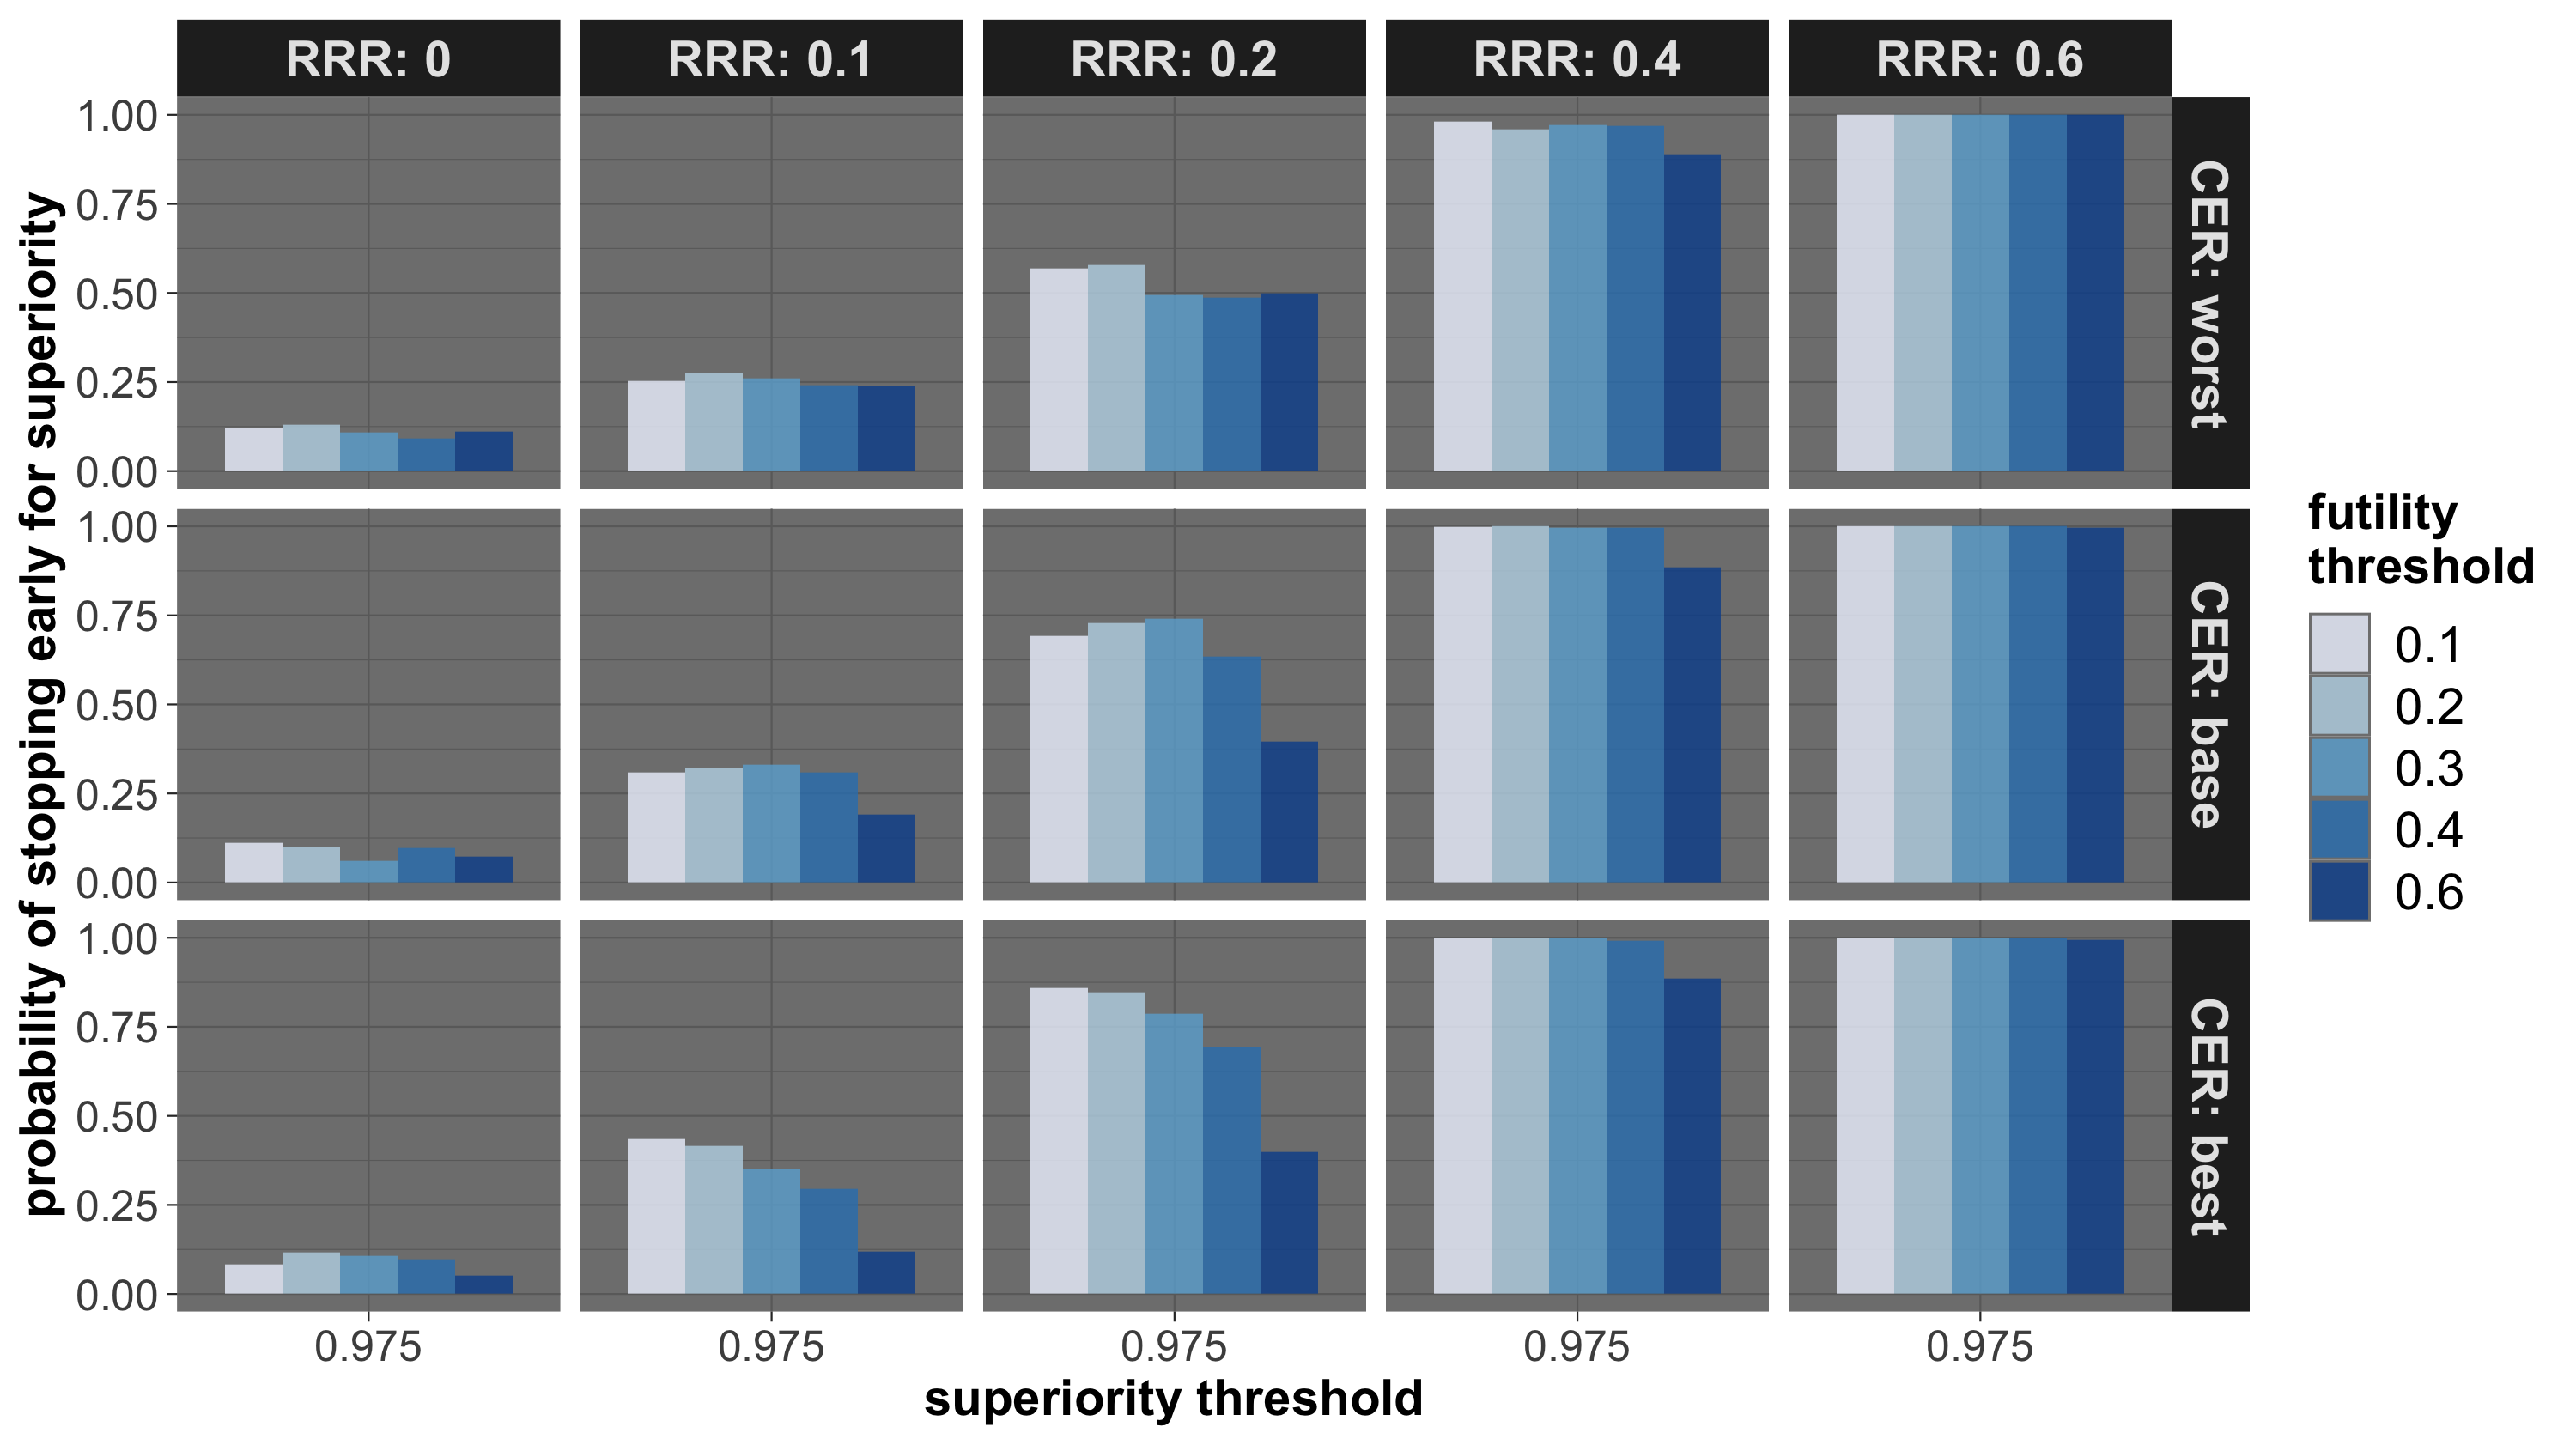 RRR: 0
RRR: 0.1
RRR: 0.2
RRR: 0.4
RRR: 0.6
probability of stopping early for superiority
1.00
0.75
0.50
0.25
0.00
CER: worst
1.00
0.75
0.50
0.25
0.00
CER: base
1.00
0.75
0.50
0.25
0.00
CER: best
0.975
0.975
0.975
0.975
0.975
superiority threshold
futility
threshold
0.1
0.2
0.3
0.4
0.6